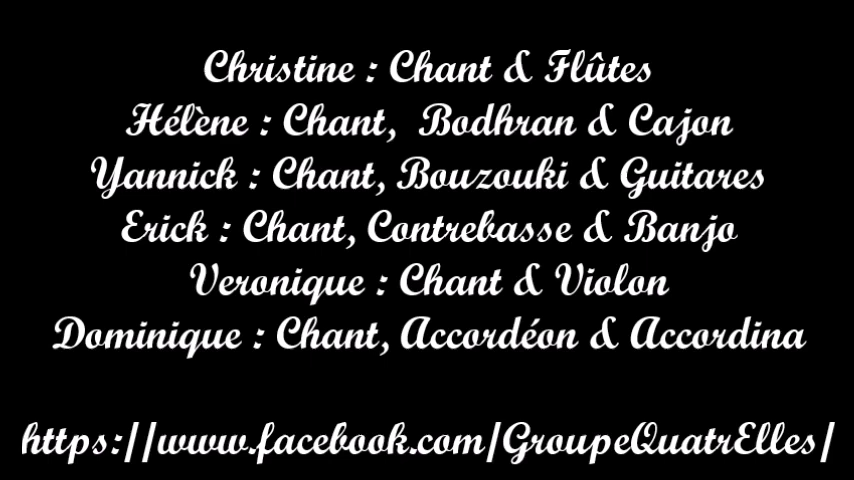 Christine : Chant & Flûtes
Hélène : Chant, Bodhran & Cajon
Yannick : Chant, Bouzouki & Guitares
Erick : Chant, Contrebasse & Banjo
Veronique : Chant & Violon
Dominique : Chant, Accordéon & Accordina
https://www.facebook.com/GroupeQuatrElles/